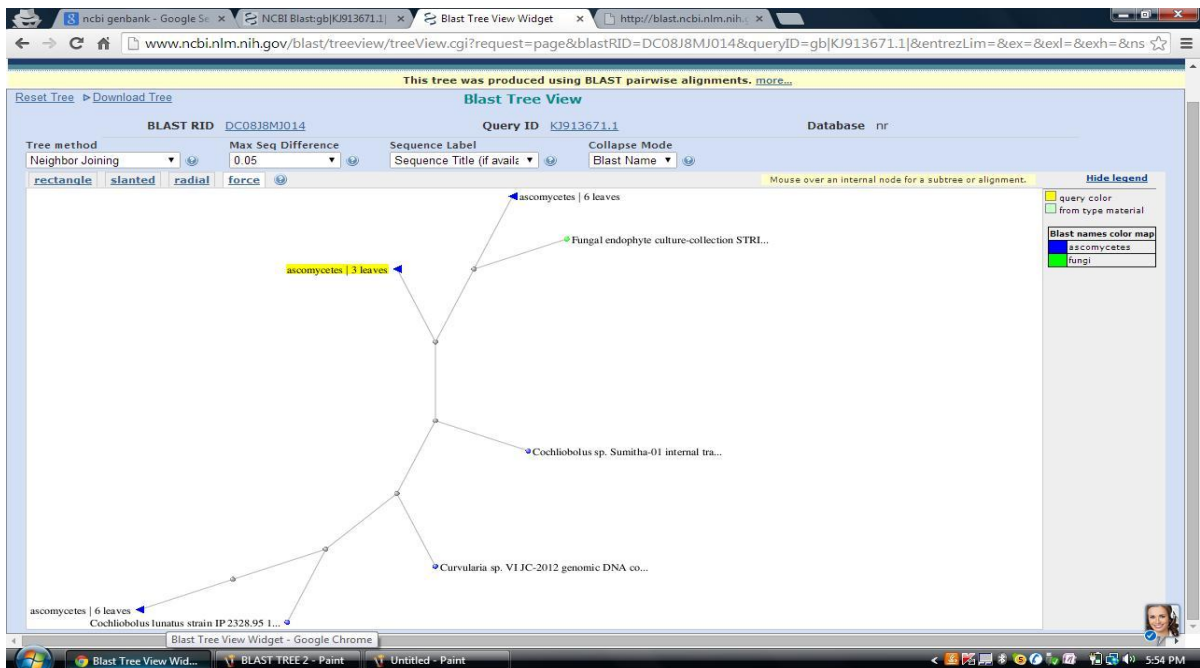 ncbi genbank - Google Se × NCBI Blast:gb|KJ913671.1| × Blast Tree View Widget × http://blast.ncbi.nlm.nih. ×
www.ncbi.nlm.nih.gov/blast/treeview/treeView.cgi?request=page&blastRID=DC08J8MJ014&queryID=gb|KJ913671.1|&entrezLim=&ex=&exl=&exh=&ns
This tree was produced using BLAST pairwise alignments. more...
Reset Tree Download Tree Blast Tree View
BLAST RID DC08J8MJ014 Query ID KJ913671.1 Database nr
Tree method Max Seq Difference Sequence Label Collapse Mode
Neighbor Joining 0.05 Sequence Title (if availa Blast Name
rectangle slanted radial force Mouse over an internal node for a subtree or alignment. Hide legend
ascomycetes | 6 leaves
query color
from type material
Blast names color map
ascomycetes
fungi
Fungal endophyte culture-collection STRI...
ascomycetes | 3 leaves
Cochliobolus sp. Sumitha-01 internal tra...
Curvularia sp. VI JC-2012 genomic DNA co...
ascomycetes | 6 leaves
Cochliobolus lunatus strain IP 2328.95 1...
Blast Tree View Widget - Google Chrome
Blast Tree View Wid... BLAST TREE 2 - Paint Untitled - Paint 5:54 PM